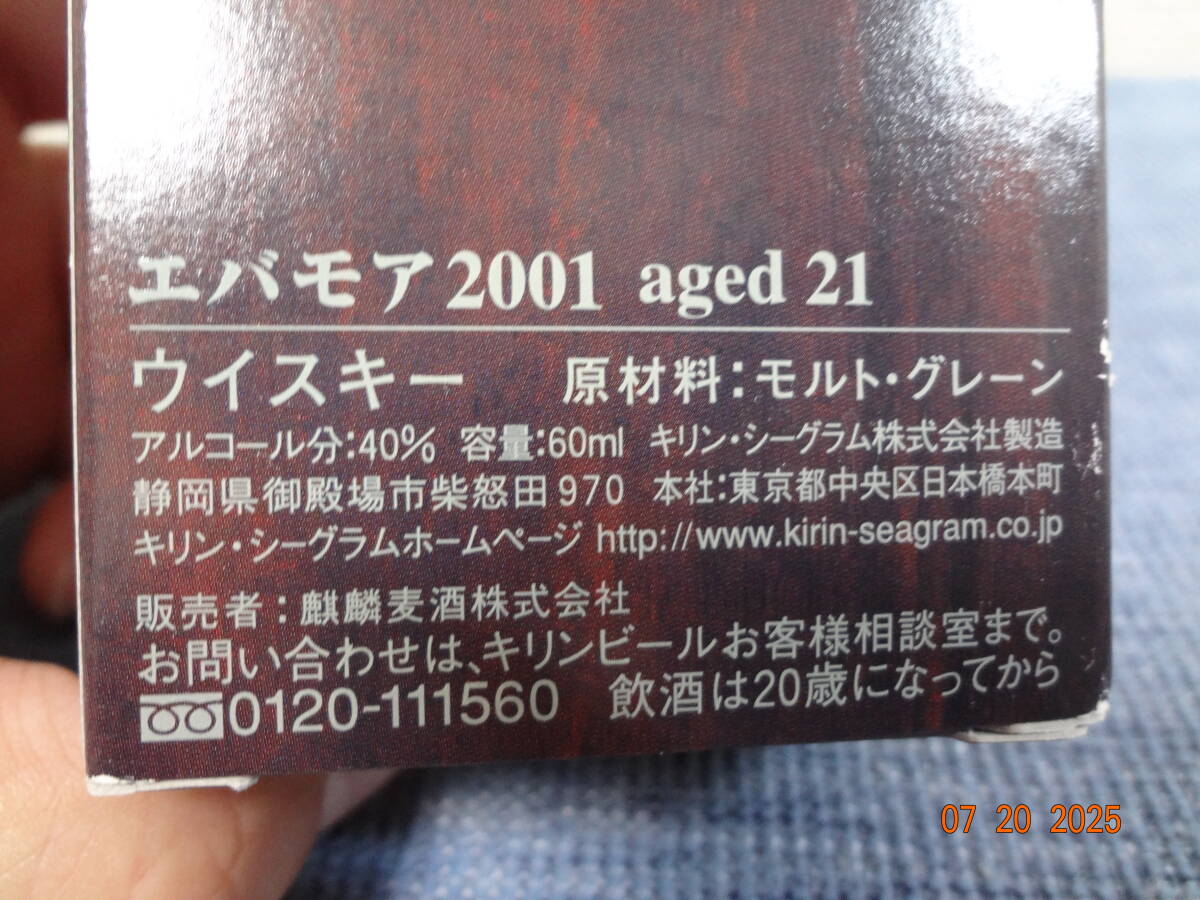 エバモア2001 aged 21
ウイスキー 原材料：モルト・グレーン
アルコール分：40% 容量：60ml キリン・シーグラム株式会社製造
静岡県御殿場市柴怒田970 本社：東京都中央区日本橋本町
キリン・シーグラムホームページ http://www.kirin-seagram.co.jp
販売者：麒麟麦酒株式会社
お問い合わせは、キリンビールお客様相談室まで。
0120-111560 飲酒は20歳になってから
07 20 2025